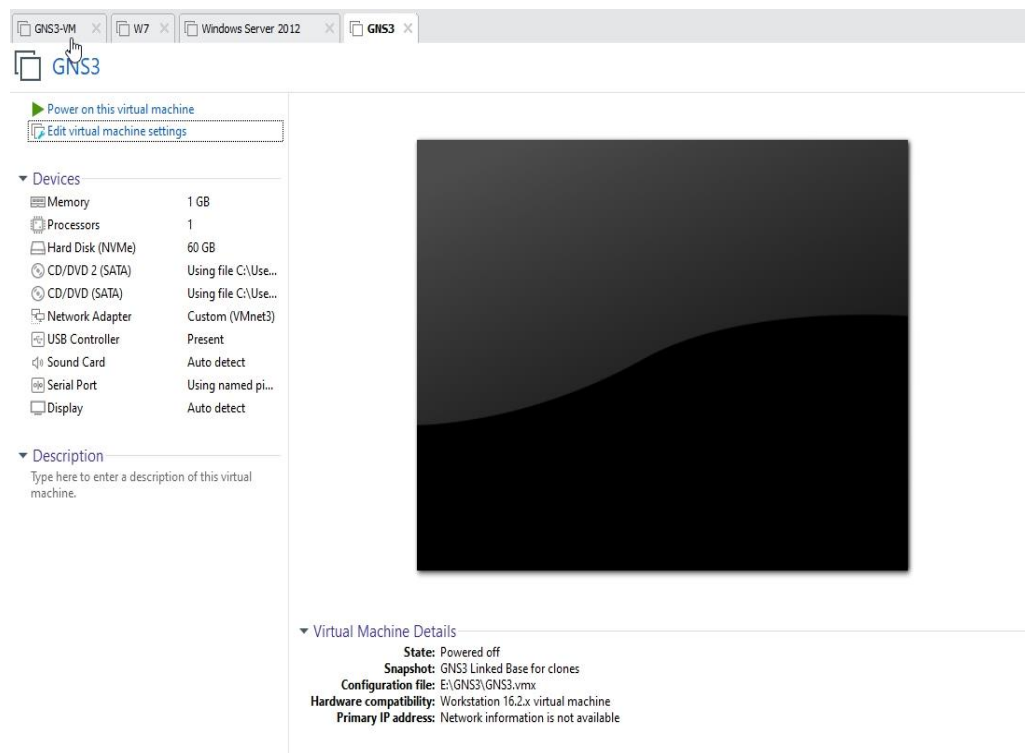 GNS3-VM W7 Windows Server 2012 GNS3
GNS3
Power on this virtual machine
Edit virtual machine settings
Devices
Memory 1 GB
Processors 1
Hard Disk (NVMe) 60 GB
CD/DVD 2 (SATA) Using file C:\Use...
CD/DVD (SATA) Using file C:\Use...
Network Adapter Custom (VMnet3)
USB Controller Present
Sound Card Auto detect
Serial Port Using named pi...
Display Auto detect
Description
Type here to enter a description of this virtual
machine.
Virtual Machine Details
State: Powered off
Snapshot: GNS3 Linked Base for clones
Configuration file: E:\GNS3\GNS3.vmx
Hardware compatibility: Workstation 16.2.x virtual machine
Primary IP address: Network information is not available